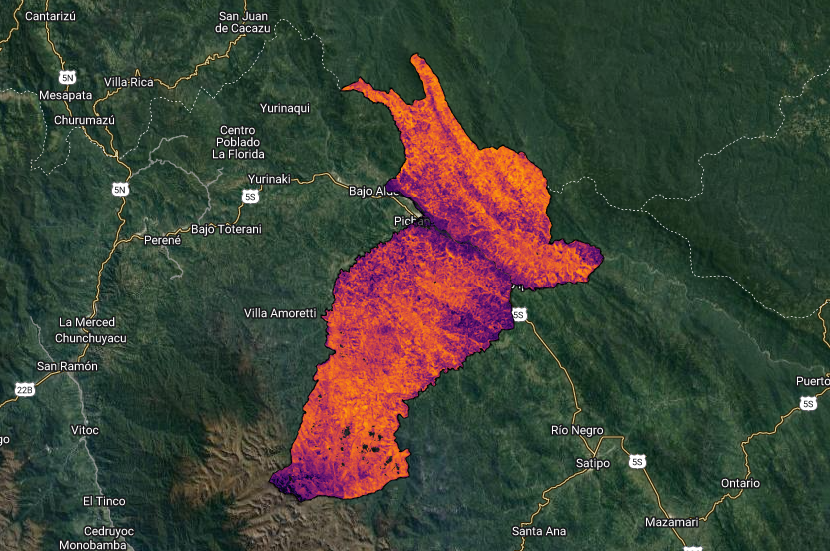 Cantarizú
San Juan
de Cacazu
5N
Villa Rica
Mesapata
Yurinaqui
Churumazú
Centro
Poblado
La Florida
Yurinaki
5N
5S
Bajo
Bajo Toterani
Perené
Villa Amoretti
5S
La Merced
Chunchuyacu
San Ramón
22B
Puerto
5S
Vitoc
Río Negro
Satipo
5S
Ontario
El Tinco
Mazamari
Santa Ana
Cedruyoc
Monobamba